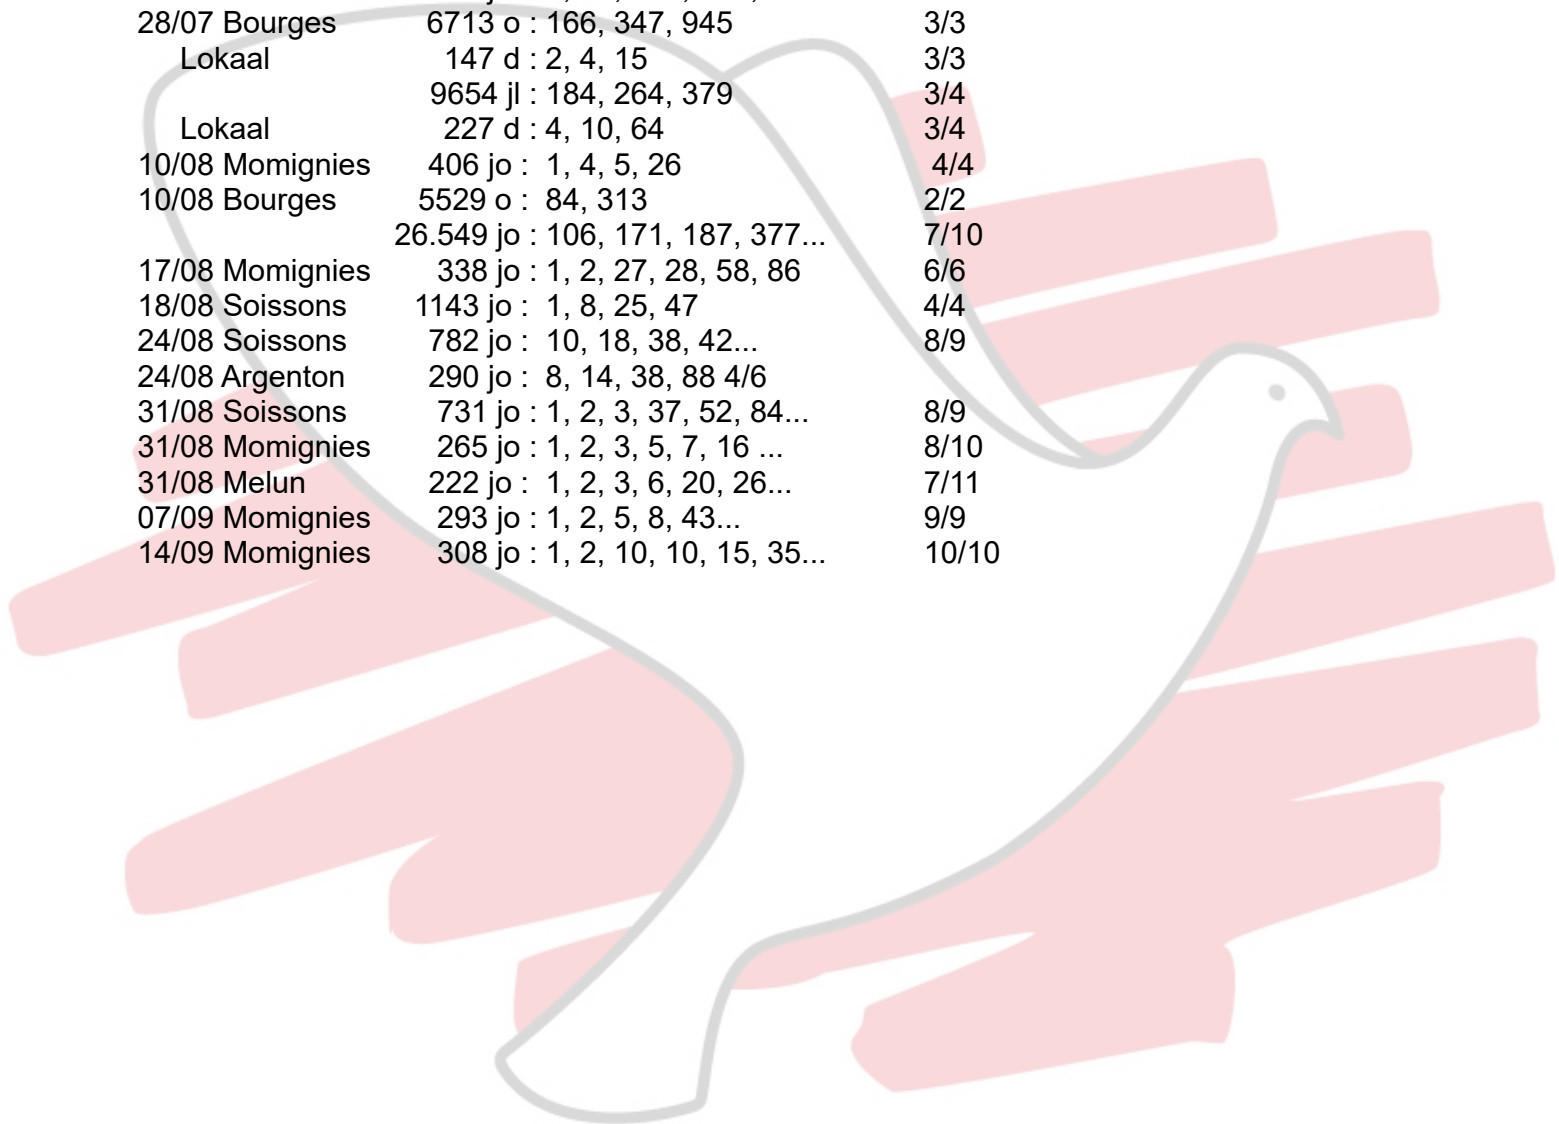 28/07 Bourges 6713 o : 166, 347, 945 3/3
Lokaal 147 d : 2, 4, 15 3/3
9654 jl : 184, 264, 379 3/4
Lokaal 227 d : 4, 10, 64 3/4
10/08 Momignies 406 jo : 1, 4, 5, 26 4/4
10/08 Bourges 5529 o : 84, 313 2/2
26.549 jo : 106, 171, 187, 377... 7/10
17/08 Momignies 338 jo : 1, 2, 27, 28, 58, 86 6/6
18/08 Soissons 1143 jo : 1, 8, 25, 47 4/4
24/08 Soissons 782 jo : 10, 18, 38, 42... 8/9
24/08 Argenton 290 jo : 8, 14, 38, 88 4/6
31/08 Soissons 731 jo : 1, 2, 3, 37, 52, 84... 8/9
31/08 Momignies 265 jo : 1, 2, 3, 5, 7, 16 ... 8/10
31/08 Melun 222 jo : 1, 2, 3, 6, 20, 26... 7/11
07/09 Momignies 293 jo : 1, 2, 5, 8, 43... 9/9
14/09 Momignies 308 jo : 1, 2, 10, 10, 15, 35... 10/10